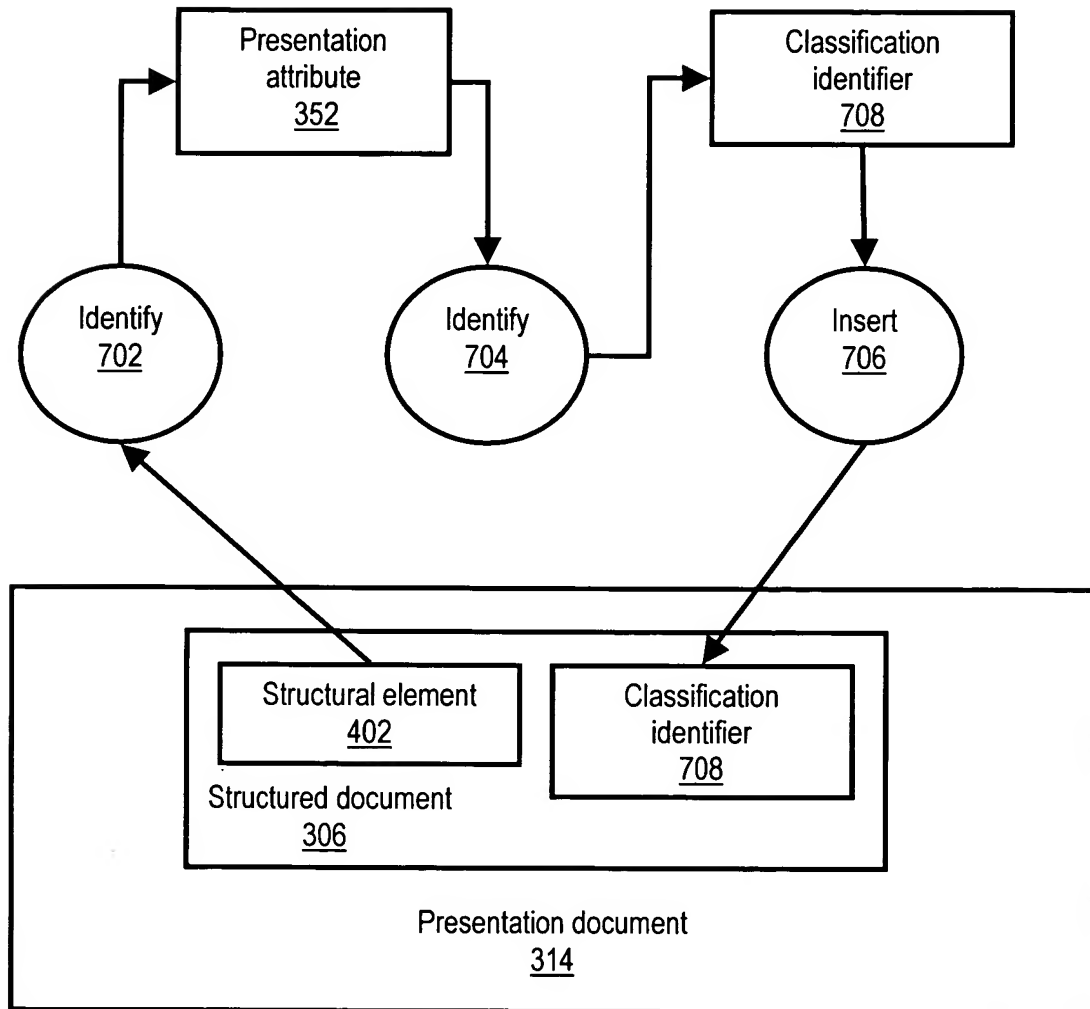 Presentation
attribute
352
Classification
identifier
708
Identify
702
Identify
704
Insert
706
Structural element
402
Classification
identifier
708
Structured document
306
Presentation document
314